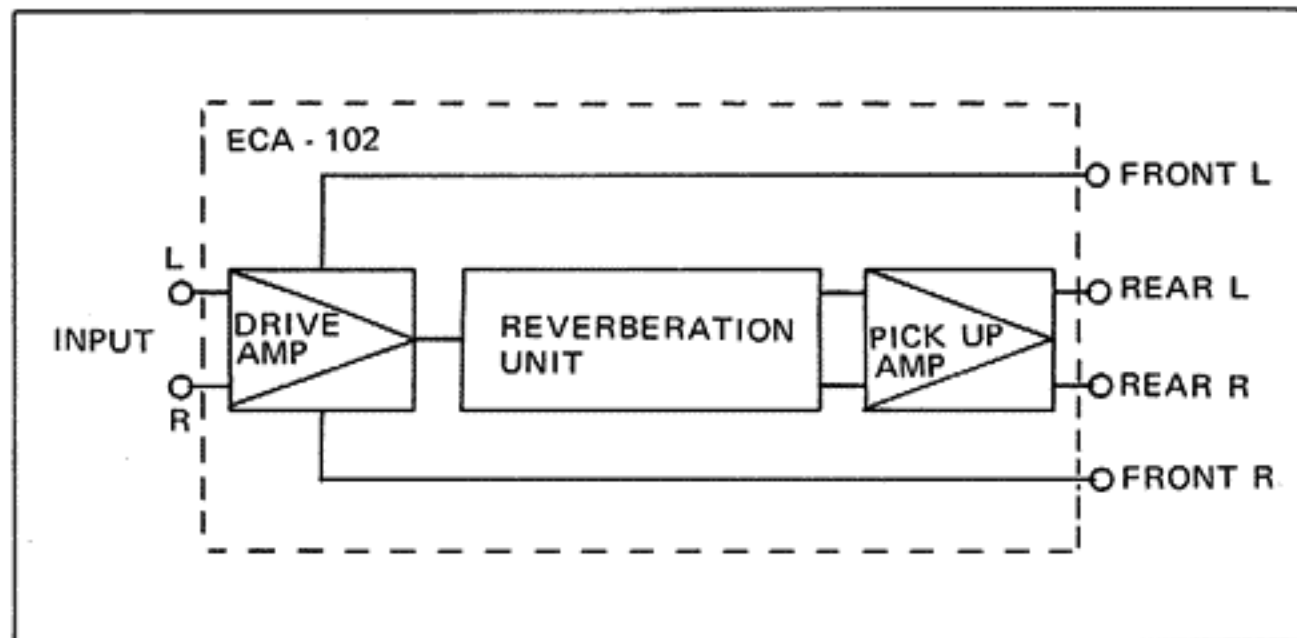 ECA - 102
FRONT L
L
INPUT
R
DRIVE
AMP
REVERBERATION
UNIT
PICK UP
AMP
REAR L
REAR R
FRONT R